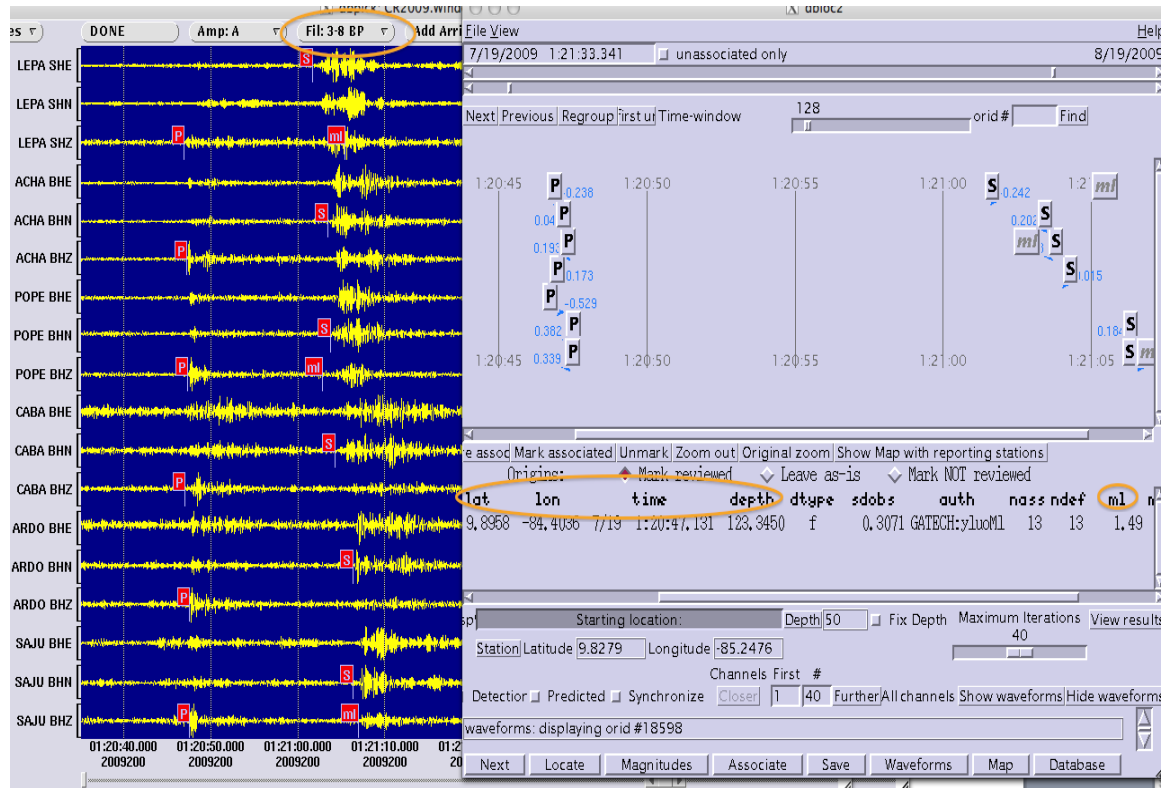 dbpick: CR2009.wind
dbloc2
DONE Amp: A Fil: 3-8 BP Add Arri
File View Help
7/19/2009 1:21:33.341 unassociated only 8/19/2009
Next Previous Regroup Time-window 128 orid # Find
LEPA SHE S
LEPA SHN
LEPA SHZ P ml
ACHA BHE
ACHA BHN S
ACHA BHZ P
POPE BHE
POPE BHN S
POPE BHZ P ml
CABA BHE
CABA BHN S
CABA BHZ P
ARDO BHE
ARDO BHN S
ARDO BHZ P
SAJU BHE
SAJU BHN S
SAJU BHZ P ml
01:20:40.000 01:20:50.000 01:21:00.000 01:21:10.000
2009200 2009200 2009200 2009200
1:20:45 P 0.238 1:20:50 1:20:55 1:21:00 S -0.242 ml
P 0.202 S
0.193 P ml S
P 0.173 S
P -0.529
0.382 P 0.184 S
1:20:45 0.339 P 1:20:50 1:20:55 1:21:00 1:21:05 S m
Mark associated Unmark Zoom out Original zoom Show Map with reporting stations
Origins: Mark reviewed Leave as-is Mark NOT reviewed
lat lon time depth dtype sdobs auth nass ndef ml
9.8958 -84.4036 7/19 1:20:47.131 123.3450 f 0.3071 GATECH:yluoMl 13 13 1.49
Starting location: Depth 50 Fix Depth Maximum Iterations View results
40
Station Latitude 9.8279 Longitude -85.2476
Channels First #
Detection Predicted Synchronize Closer 1 40 Further All channels Show waveforms Hide waveforms
waveforms: displaying orid #18598
Next Locate Magnitudes Associate Save Waveforms Map Database